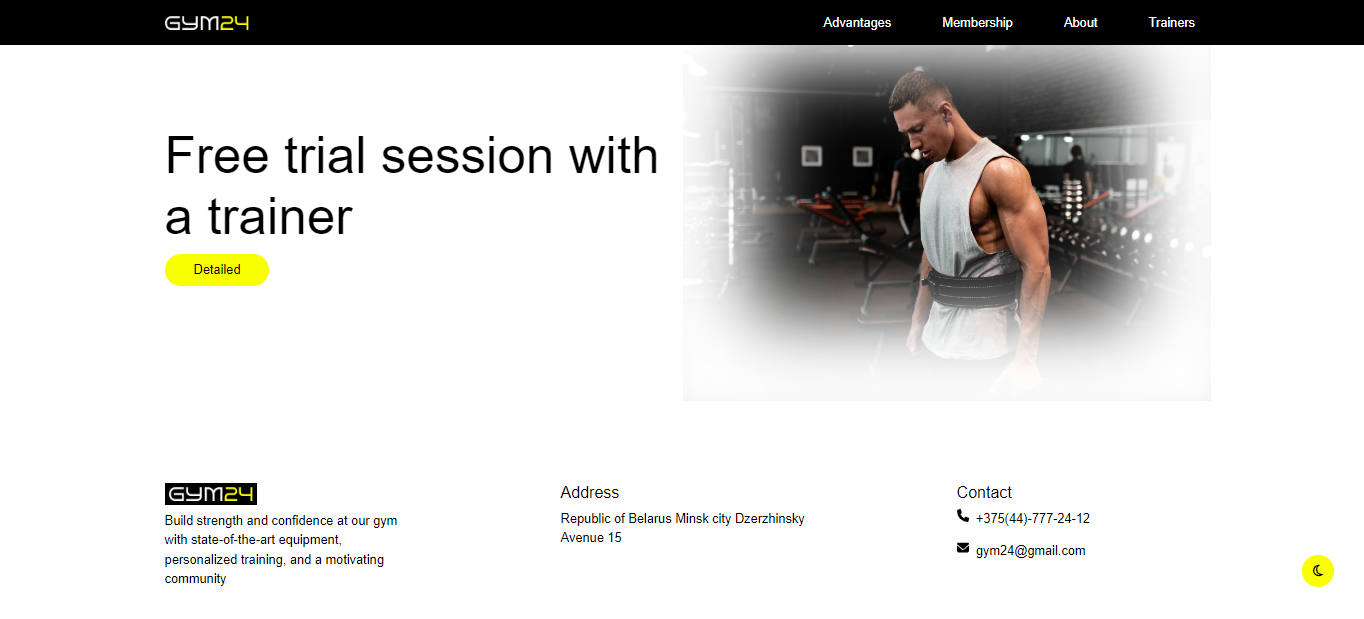 GYM24
Advantages
Membership
About
Trainers
Free trial session with
a trainer
Detailed
GYM24
Build strength and confidence at our gym
with state-of-the-art equipment,
personalized training, and a motivating
community
Address
Republic of Belarus Minsk city Dzerzhinsky
Avenue 15
Contact
+375(44)-777-24-12
gym24@gmail.com